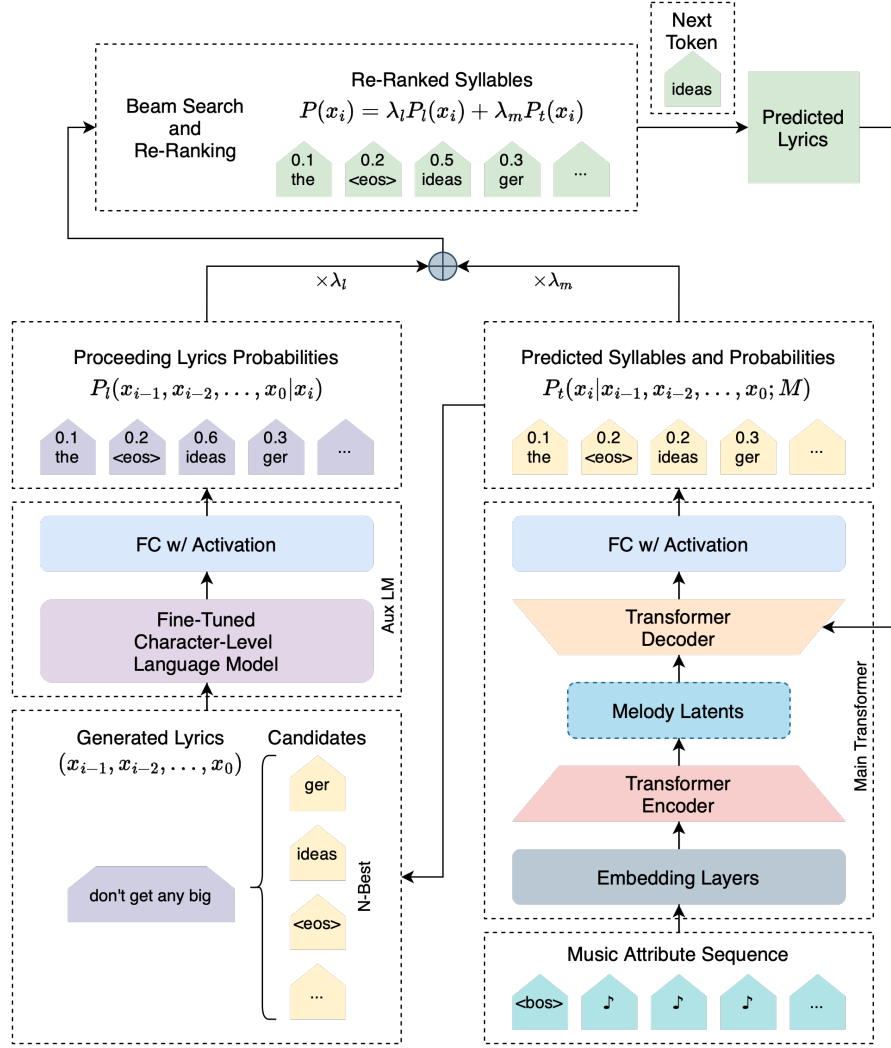 Next
Token
ideas
Beam Search
and
Re-Ranking
Re-Ranked Syllables
P(x_i) = λ_l P_l(x_i) + λ_m P_t(x_i)
0.1
the
0.2
<eos>
0.5
ideas
0.3
ger
...
Predicted
Lyrics
×λ_l
×λ_m
Proceeding Lyrics Probabilities
P_l(x_{i−1}, x_{i−2}, . . . , x_0|x_i)
0.1
the
0.2
<eos>
0.6
ideas
0.3
ger
...
Predicted Syllables and Probabilities
P_t(x_i|x_{i−1}, x_{i−2}, . . . , x_0; M)
0.1
the
0.2
<eos>
0.2
ideas
0.3
ger
...
FC w/ Activation
Fine-Tuned
Character-Level
Language Model
Aux LM
FC w/ Activation
Transformer
Decoder
Melody Latents
Transformer
Encoder
Embedding Layers
Main Transformer
Generated Lyrics
(x_{i−1}, x_{i−2}, . . . , x_0)
don't get any big
Candidates
ger
ideas
<eos>
...
N-Best
Music Attribute Sequence
<bos>
♪
♪
♪
...